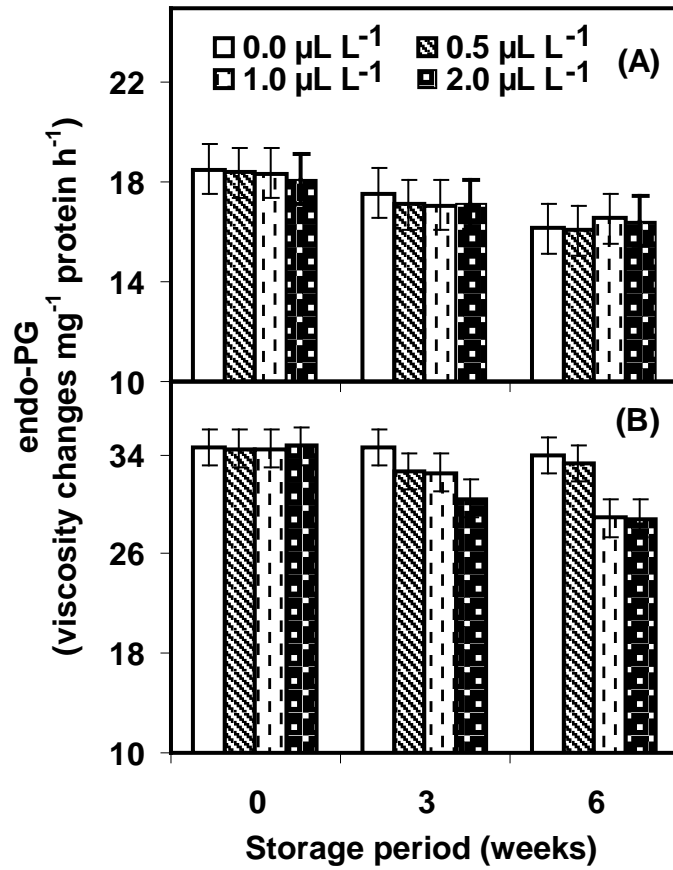 0.0 µL L⁻¹ 0.5 µL L⁻¹
1.0 µL L⁻¹ 2.0 µL L⁻¹
(A)
22
18
14
10
(B)
34
26
18
10
endo-PG
(viscosity changes mg⁻¹ protein h⁻¹)
0 3 6
Storage period (weeks)